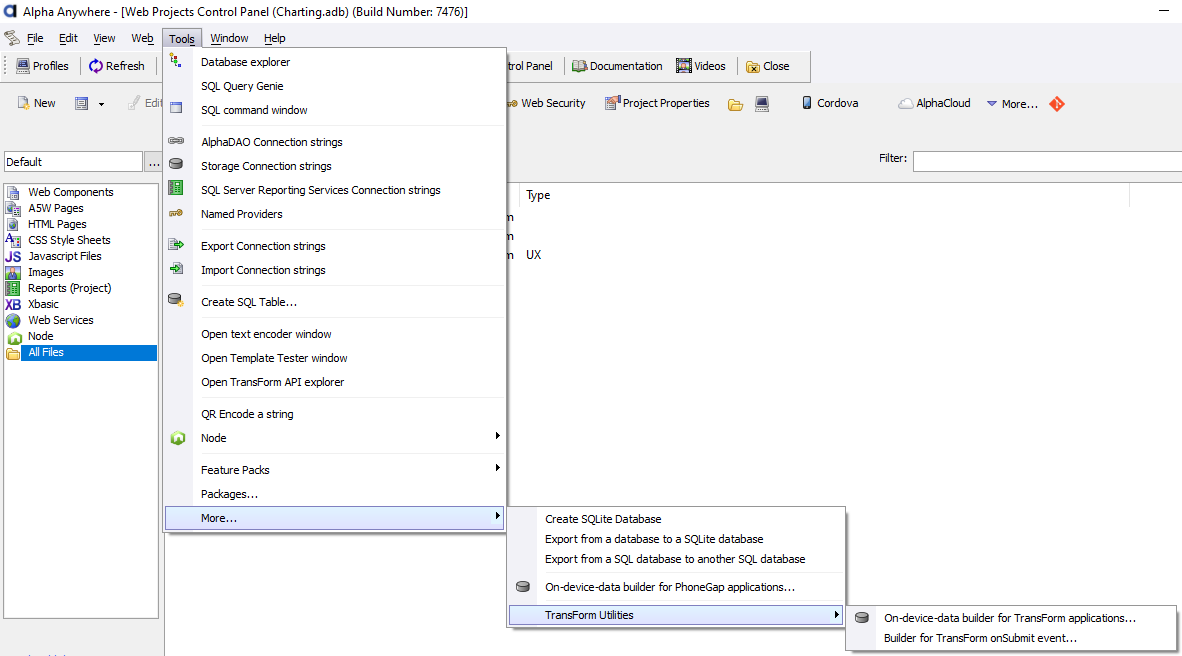 Alpha Anywhere - [Web Projects Control Panel (Charting.adb) (Build Number: 7476)]
File Edit View Web Tools Window Help
Profiles Refresh trol Panel Documentation Videos Close
New Edit Web Security Project Properties Cordova AlphaCloud More...
Default ... Filter:
Web Components
A5W Pages
HTML Pages
CSS Style Sheets
JS Javascript Files
Images
Reports (Project)
XB Xbasic
Web Services
Node
All Files
Database explorer
SQL Query Genie
SQL command window
AlphaDAO Connection strings
Storage Connection strings
SQL Server Reporting Services Connection strings
Named Providers
Export Connection strings
Import Connection strings
Create SQL Table...
Open text encoder window
Open Template Tester window
Open TransForm API explorer
QR Encode a string
Node
Feature Packs
Packages...
More...
Type
m
m
m UX
Create SQLite Database
Export from a database to a SQLite database
Export from a SQL database to another SQL database
On-device-data builder for PhoneGap applications...
TransForm Utilities
On-device-data builder for TransForm applications...
Builder for TransForm onSubmit event...